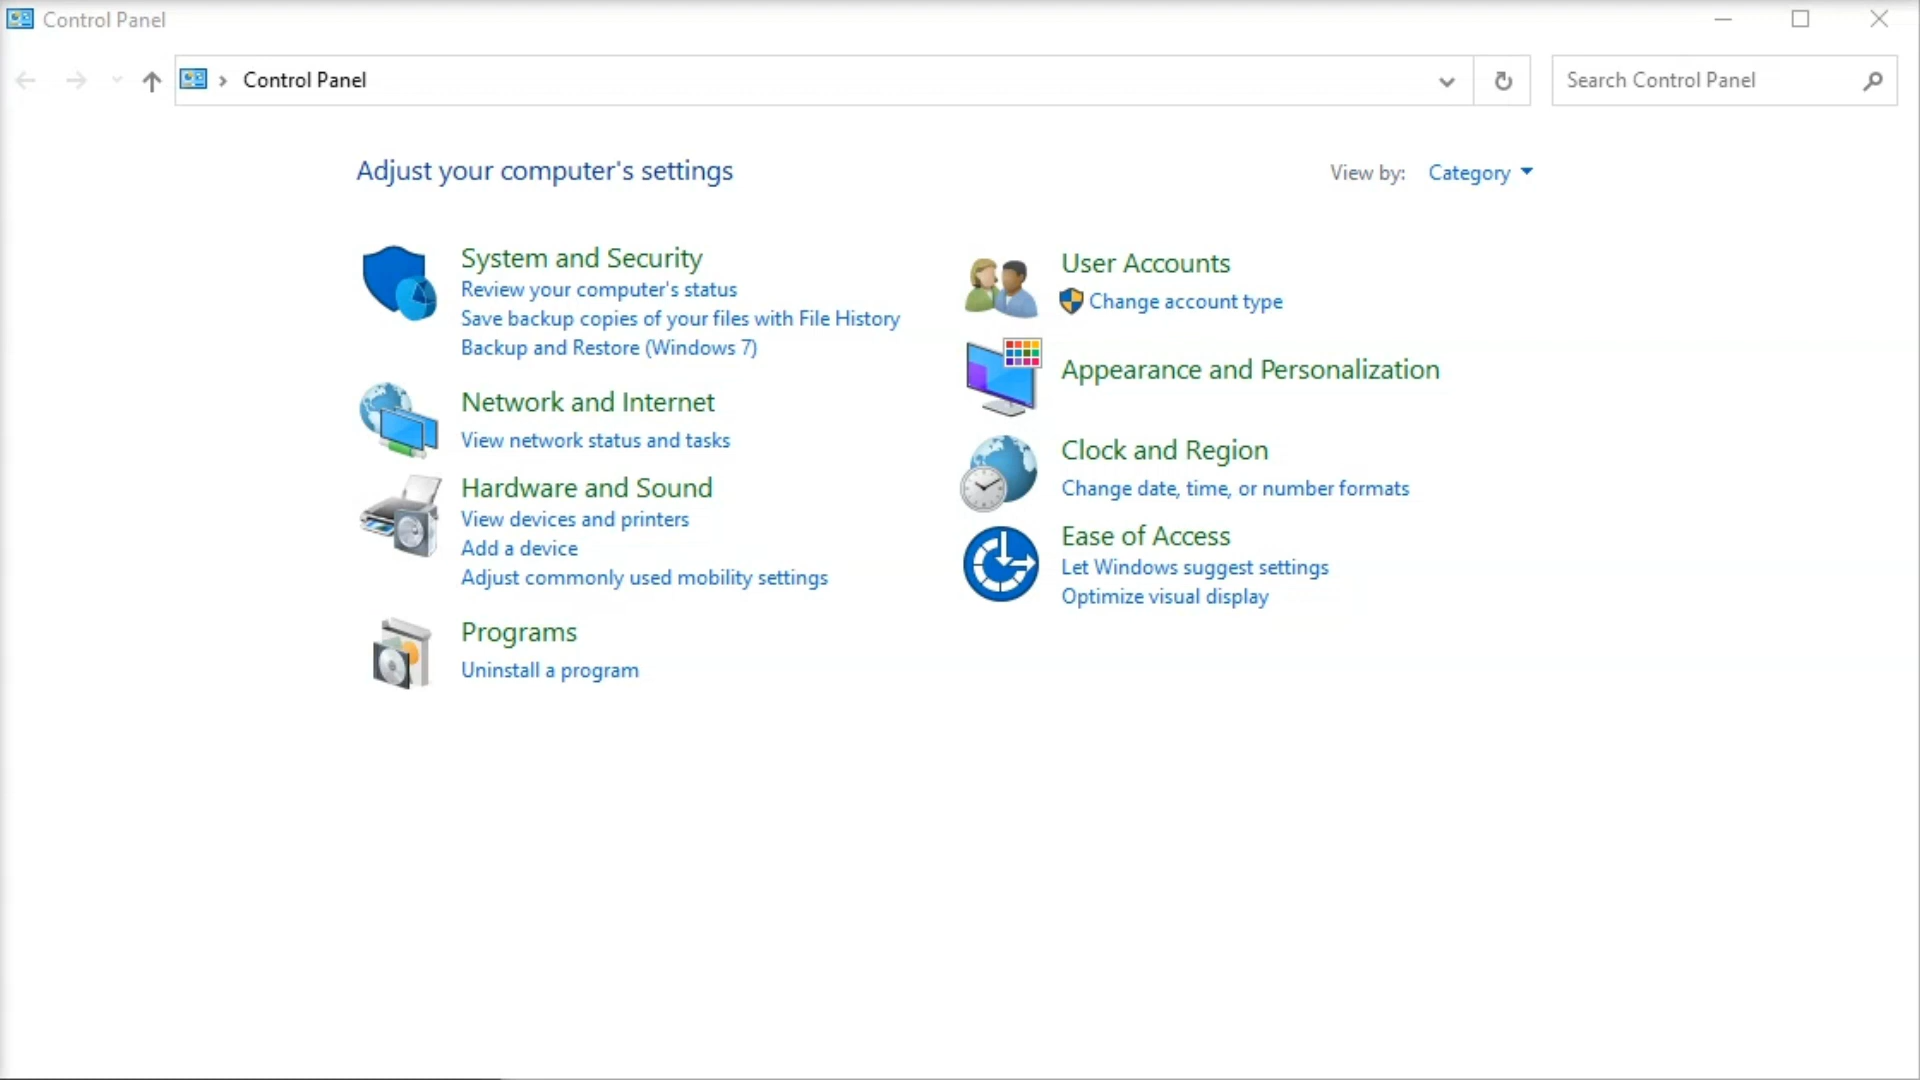 Control Panel
Control Panel
Search Control Panel
Adjust your computer's settings
View by: Category
System and Security
Review your computer's status
Save backup copies of your files with File History
Backup and Restore (Windows 7)
Network and Internet
View network status and tasks
Hardware and Sound
View devices and printers
Add a device
Adjust commonly used mobility settings
Programs
Uninstall a program
User Accounts
Change account type
Appearance and Personalization
Clock and Region
Change date, time, or number formats
Ease of Access
Let Windows suggest settings
Optimize visual display